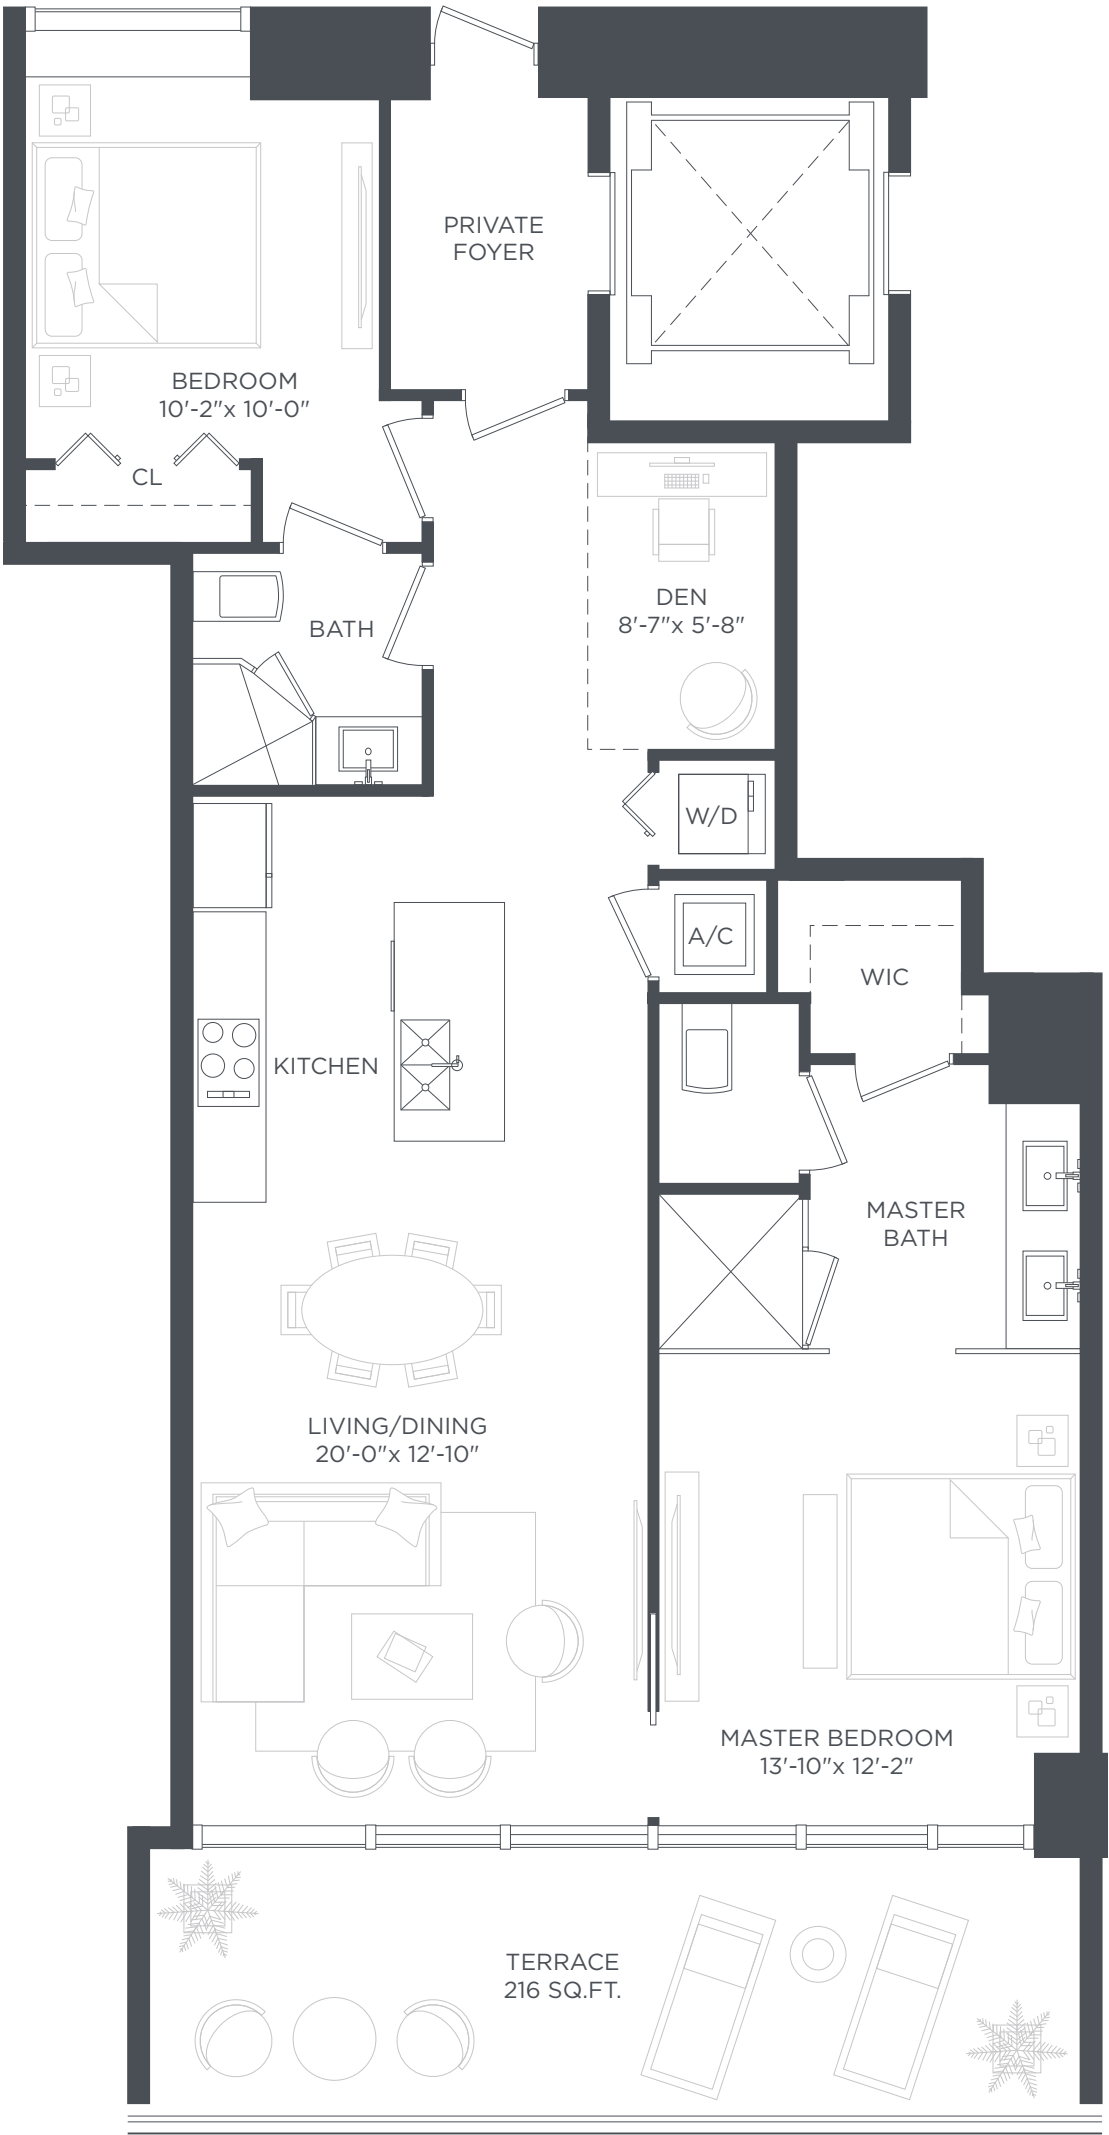 PRIVATE
FOYER
BEDROOM
10'-2"x 10'-0"
CL
DEN
8'-7"x 5'-8"
BATH
W/D
A/C
WIC
KITCHEN
MASTER
BATH
LIVING/DINING
20'-0"x 12'-10"
MASTER BEDROOM
13'-10"x 12'-2"
TERRACE
216 SQ.FT.